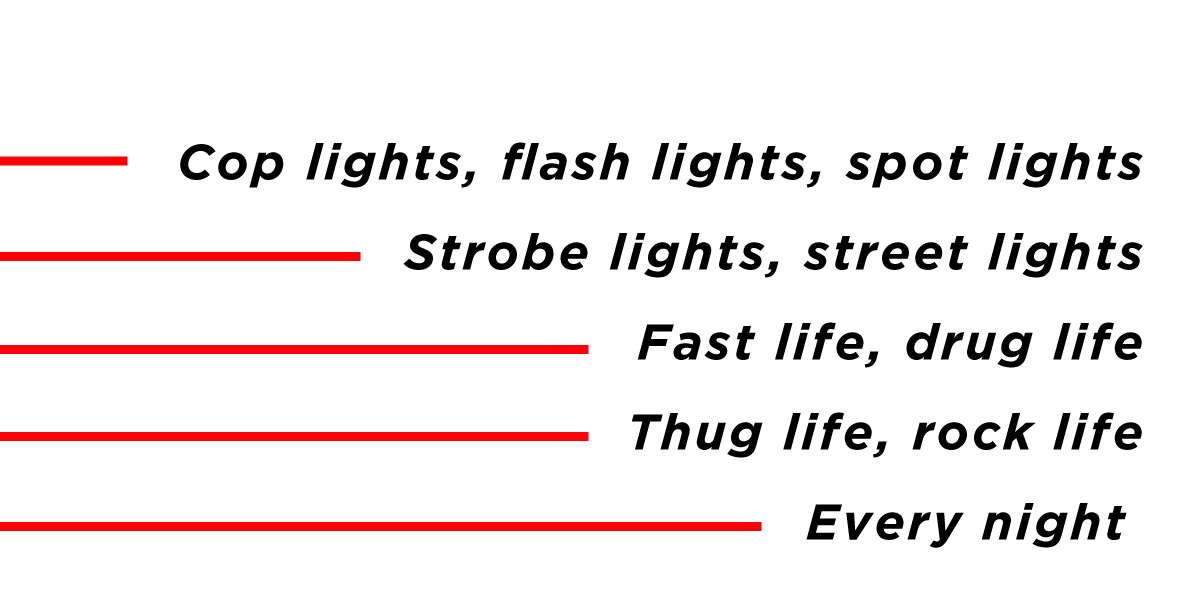 Cop lights, flash lights, spot lights
Strobe lights, street lights
Fast life, drug life
Thug life, rock life
Every night